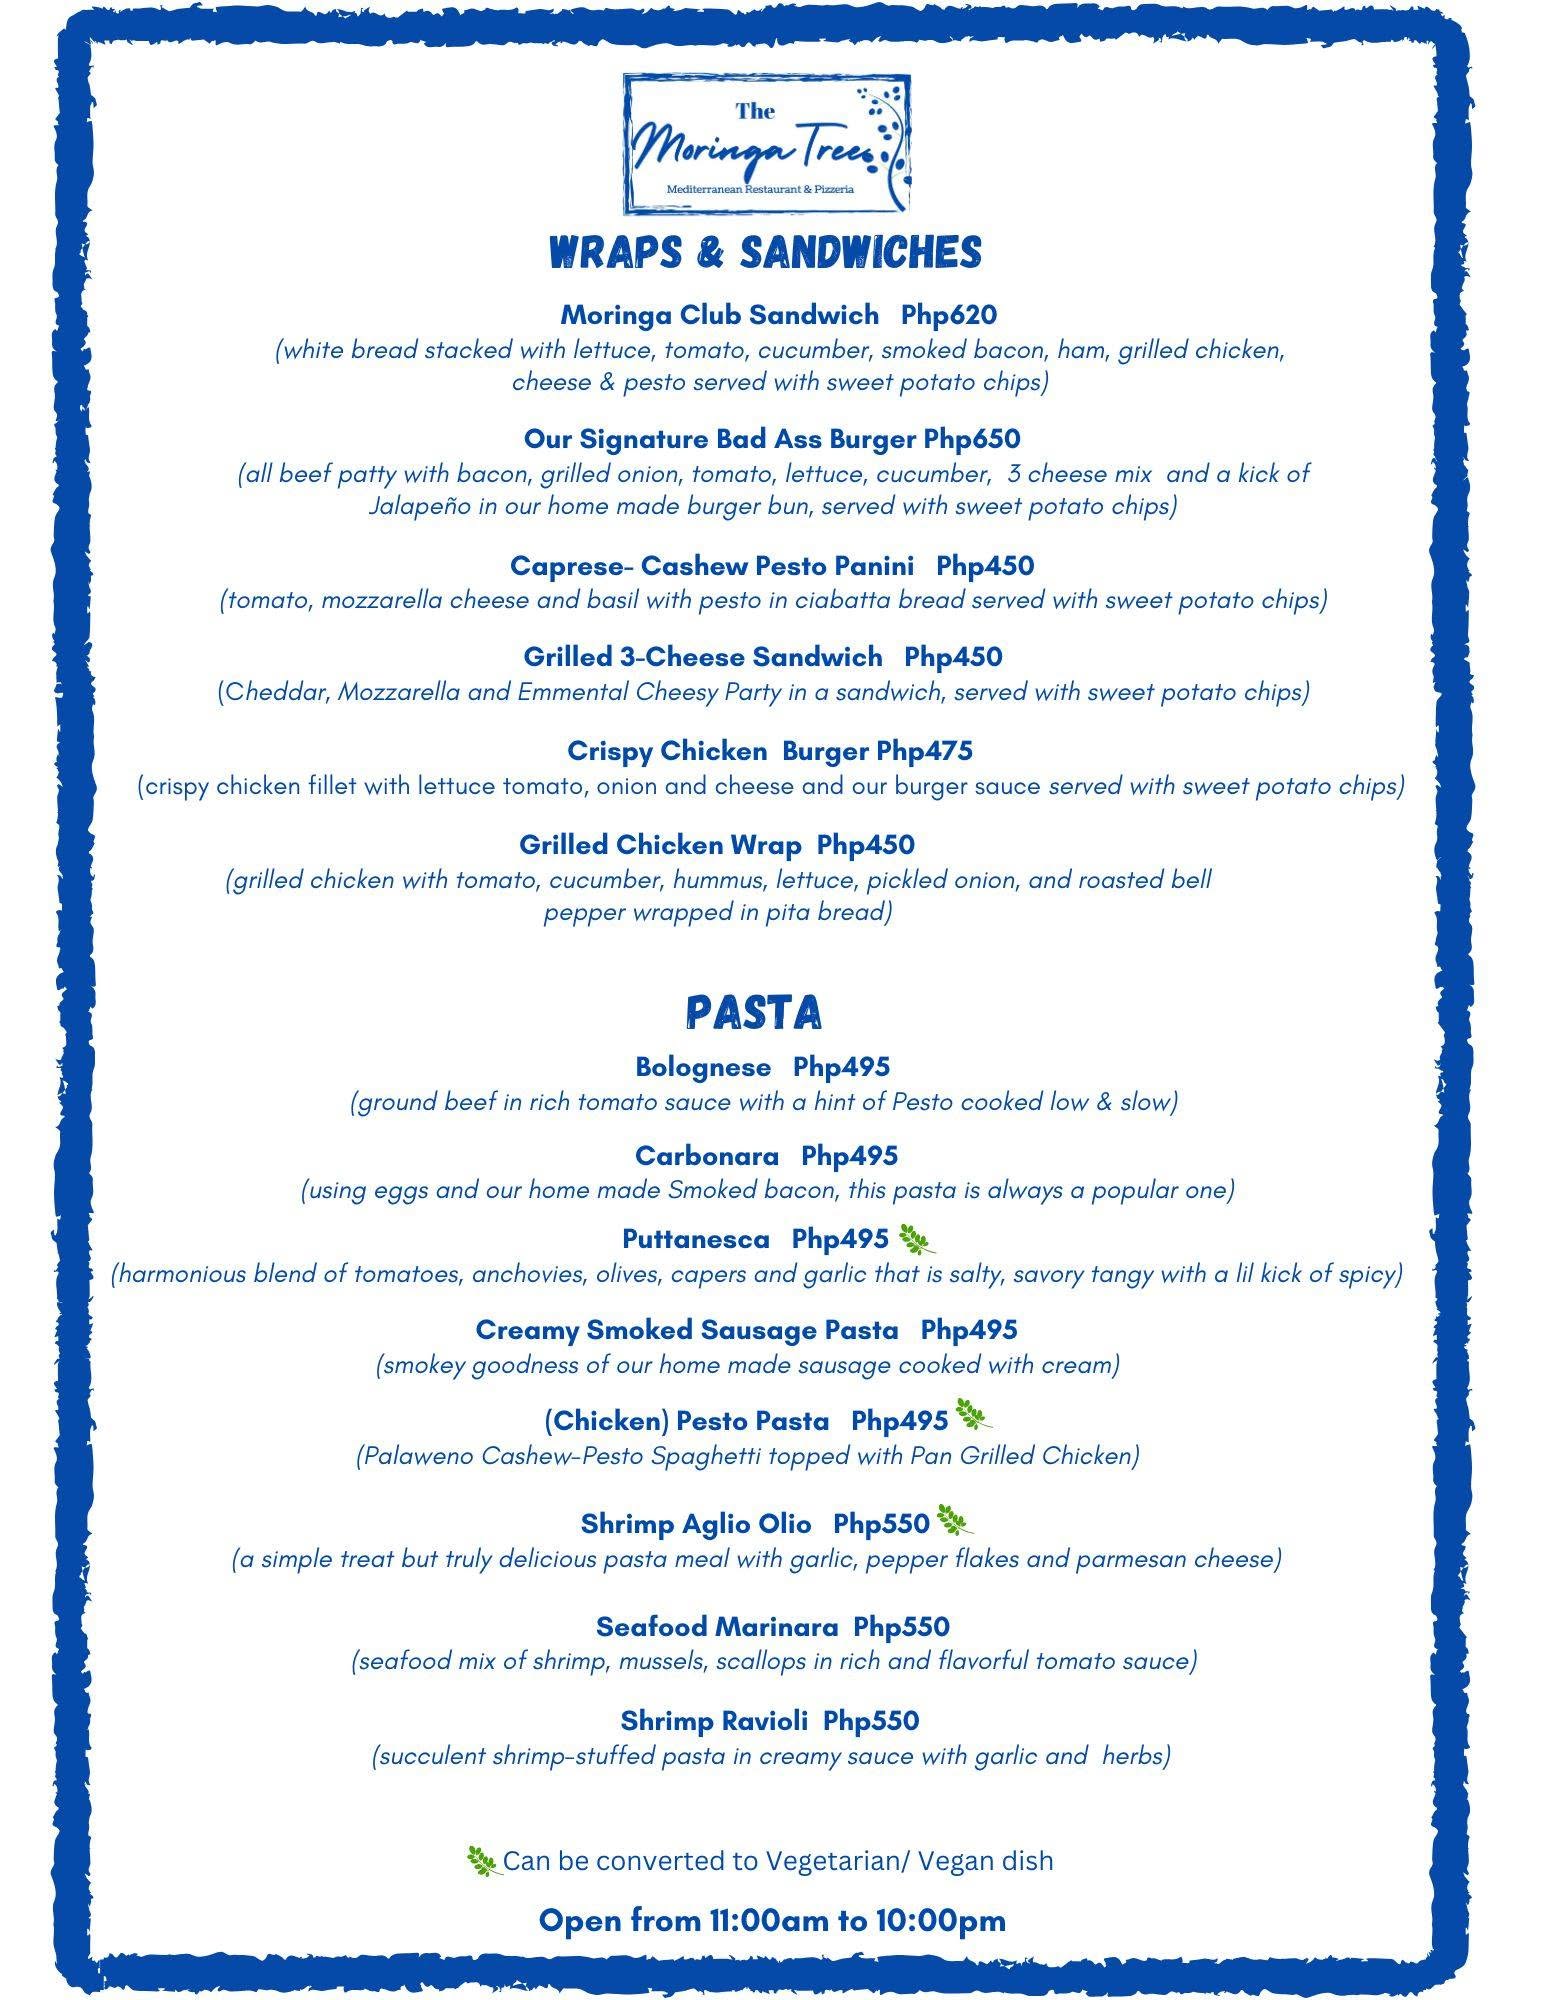 The
Moringa Tree
Mediterranean Restaurant & Pizzeria
WRAPS & SANDWICHES
Moringa Club Sandwich Php620
(white bread stacked with lettuce, tomato, cucumber, smoked bacon, ham, grilled chicken,
cheese & pesto served with sweet potato chips)
Our Signature Bad Ass Burger Php650
(all beef patty with bacon, grilled onion, tomato, lettuce, cucumber, 3 cheese mix and a kick of
Jalapeño in our home made burger bun, served with sweet potato chips)
Caprese- Cashew Pesto Panini Php450
(tomato, mozzarella cheese and basil with pesto in ciabatta bread served with sweet potato chips)
Grilled 3-Cheese Sandwich Php450
(Cheddar, Mozzarella and Emmental Cheesy Party in a sandwich, served with sweet potato chips)
Crispy Chicken Burger Php475
(crispy chicken fillet with lettuce tomato, onion and cheese and our burger sauce served with sweet potato chips)
Grilled Chicken Wrap Php450
(grilled chicken with tomato, cucumber, hummus, lettuce, pickled onion, and roasted bell
pepper wrapped in pita bread)
PASTA
Bolognese Php495
(ground beef in rich tomato sauce with a hint of Pesto cooked low & slow)
Carbonara Php495
(using eggs and our home made Smoked bacon, this pasta is always a popular one)
Puttanesca Php495
(harmonious blend of tomatoes, anchovies, olives, capers and garlic that is salty, savory tangy with a lil kick of spicy)
Creamy Smoked Sausage Pasta Php495
(smokey goodness of our home made sausage cooked with cream)
(Chicken) Pesto Pasta Php495
(Palaweno Cashew-Pesto Spaghetti topped with Pan Grilled Chicken)
Shrimp Aglio Olio Php550
(a simple treat but truly delicious pasta meal with garlic, pepper flakes and parmesan cheese)
Seafood Marinara Php550
(seafood mix of shrimp, mussels, scallops in rich and flavorful tomato sauce)
Shrimp Ravioli Php550
(succulent shrimp-stuffed pasta in creamy sauce with garlic and herbs)
Can be converted to Vegetarian/ Vegan dish
Open from 11:00am to 10:00pm